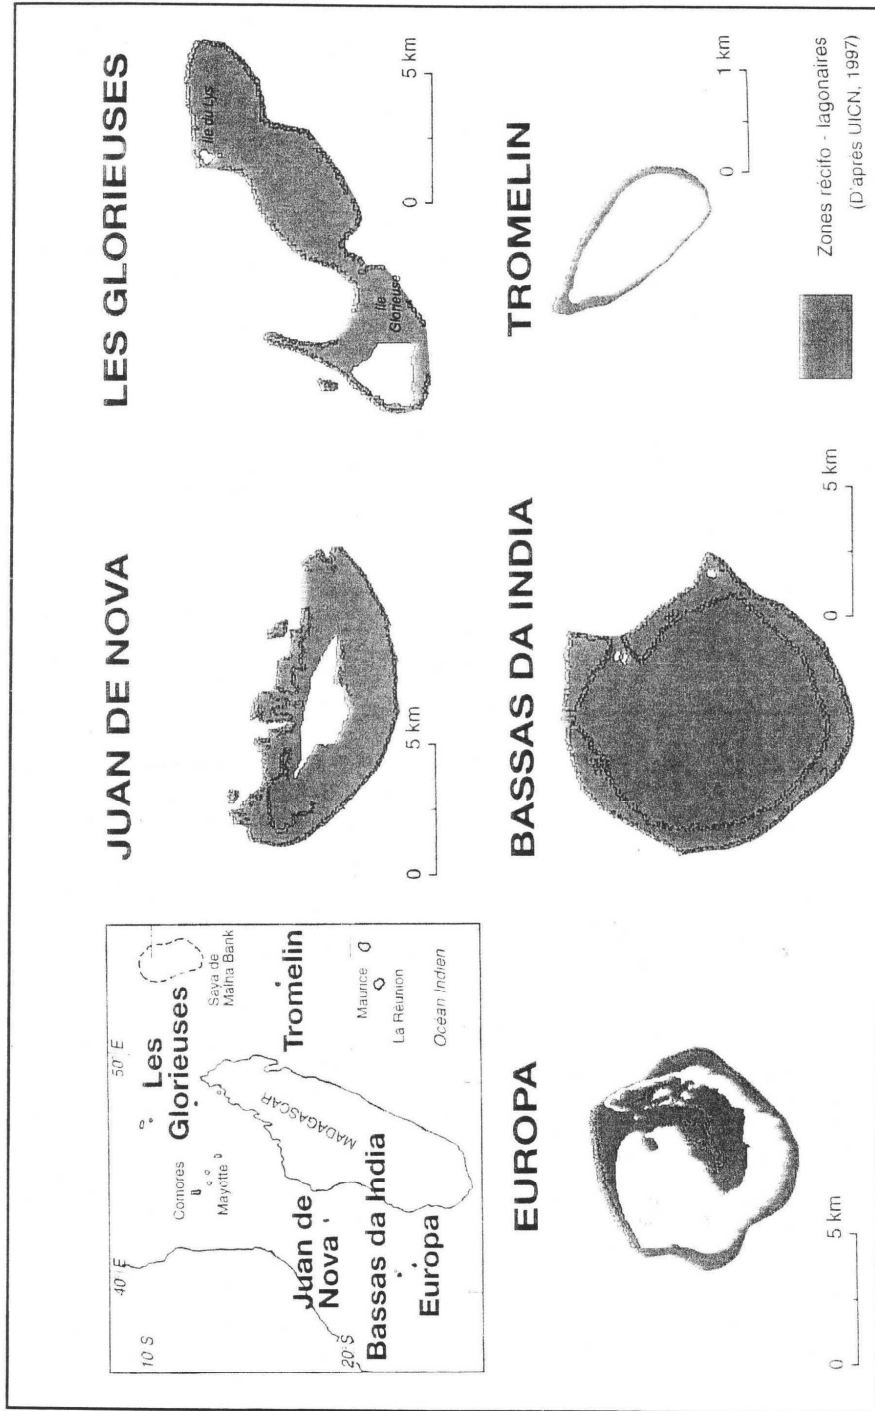 10˚S
20˚S
40˚E
50˚E
Comores
Mayotte
Les
Glorieuses
Saya de
Malha Bank
MADAGASCAR
Juan de
Nova
Tromelin
Bassas da India
Maurice
La Réunion
Europa
Océan Indien
JUAN DE NOVA
0
5 km
LES GLORIEUSES
Ile du Lys
Ile
Glorieuse
0
5 km
EUROPA
0
5 km
BASSAS DA INDIA
0
5 km
TROMELIN
0
1 km
Zones récifo - lagonaires
(D'après UICN, 1997)